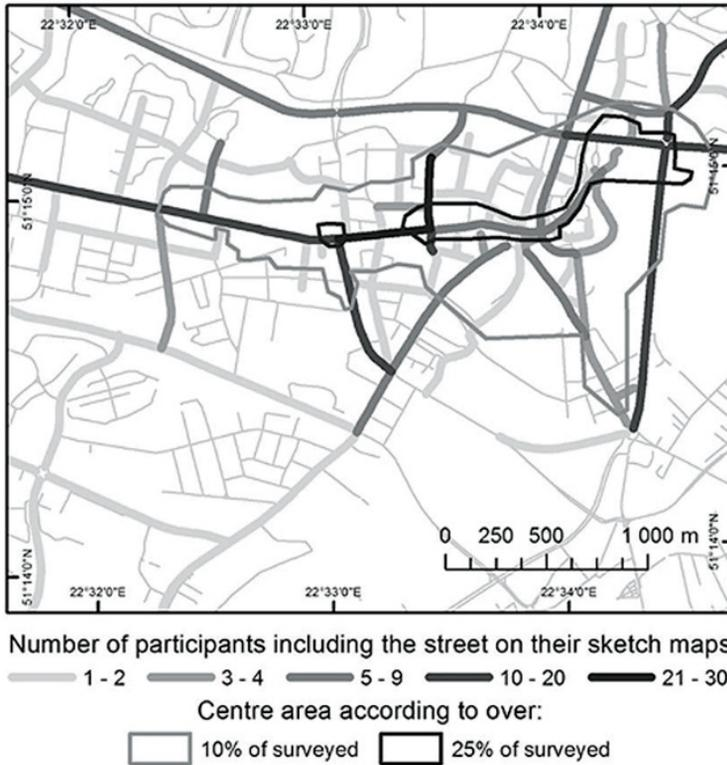 22°32'0"E 22°33'0"E 22°34'0"E
51°15'0"N
51°15'0"N
0 250 500 1 000 m
51°14'0"N
51°14'0"N
22°32'0"E 22°33'0"E 22°34'0"E
Number of participants including the street on their sketch maps
1 - 2 3 - 4 5 - 9 10 - 20 21 - 30
Centre area according to over:
10% of surveyed 25% of surveyed